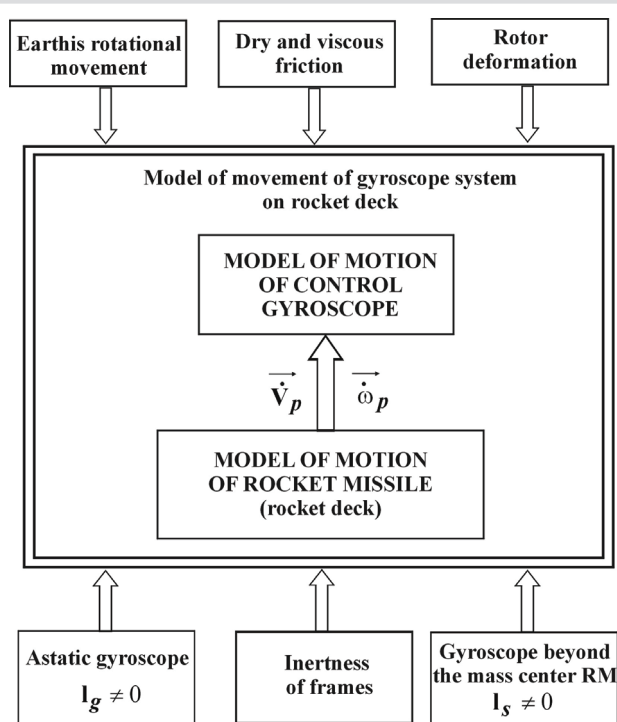 Earthis rotational
movement
Dry and viscous
friction
Rotor
deformation
Model of movement of gyroscope system
on rocket deck
MODEL OF MOTION
OF CONTROL
GYROSCOPE
V̇⃗ₚ ω̇⃗ₚ
MODEL OF MOTION
OF ROCKET MISSILE
(rocket deck)
Astatic gyroscope
l_g ≠ 0
Inertness
of frames
Gyroscope beyond
the mass center RM
l_s ≠ 0